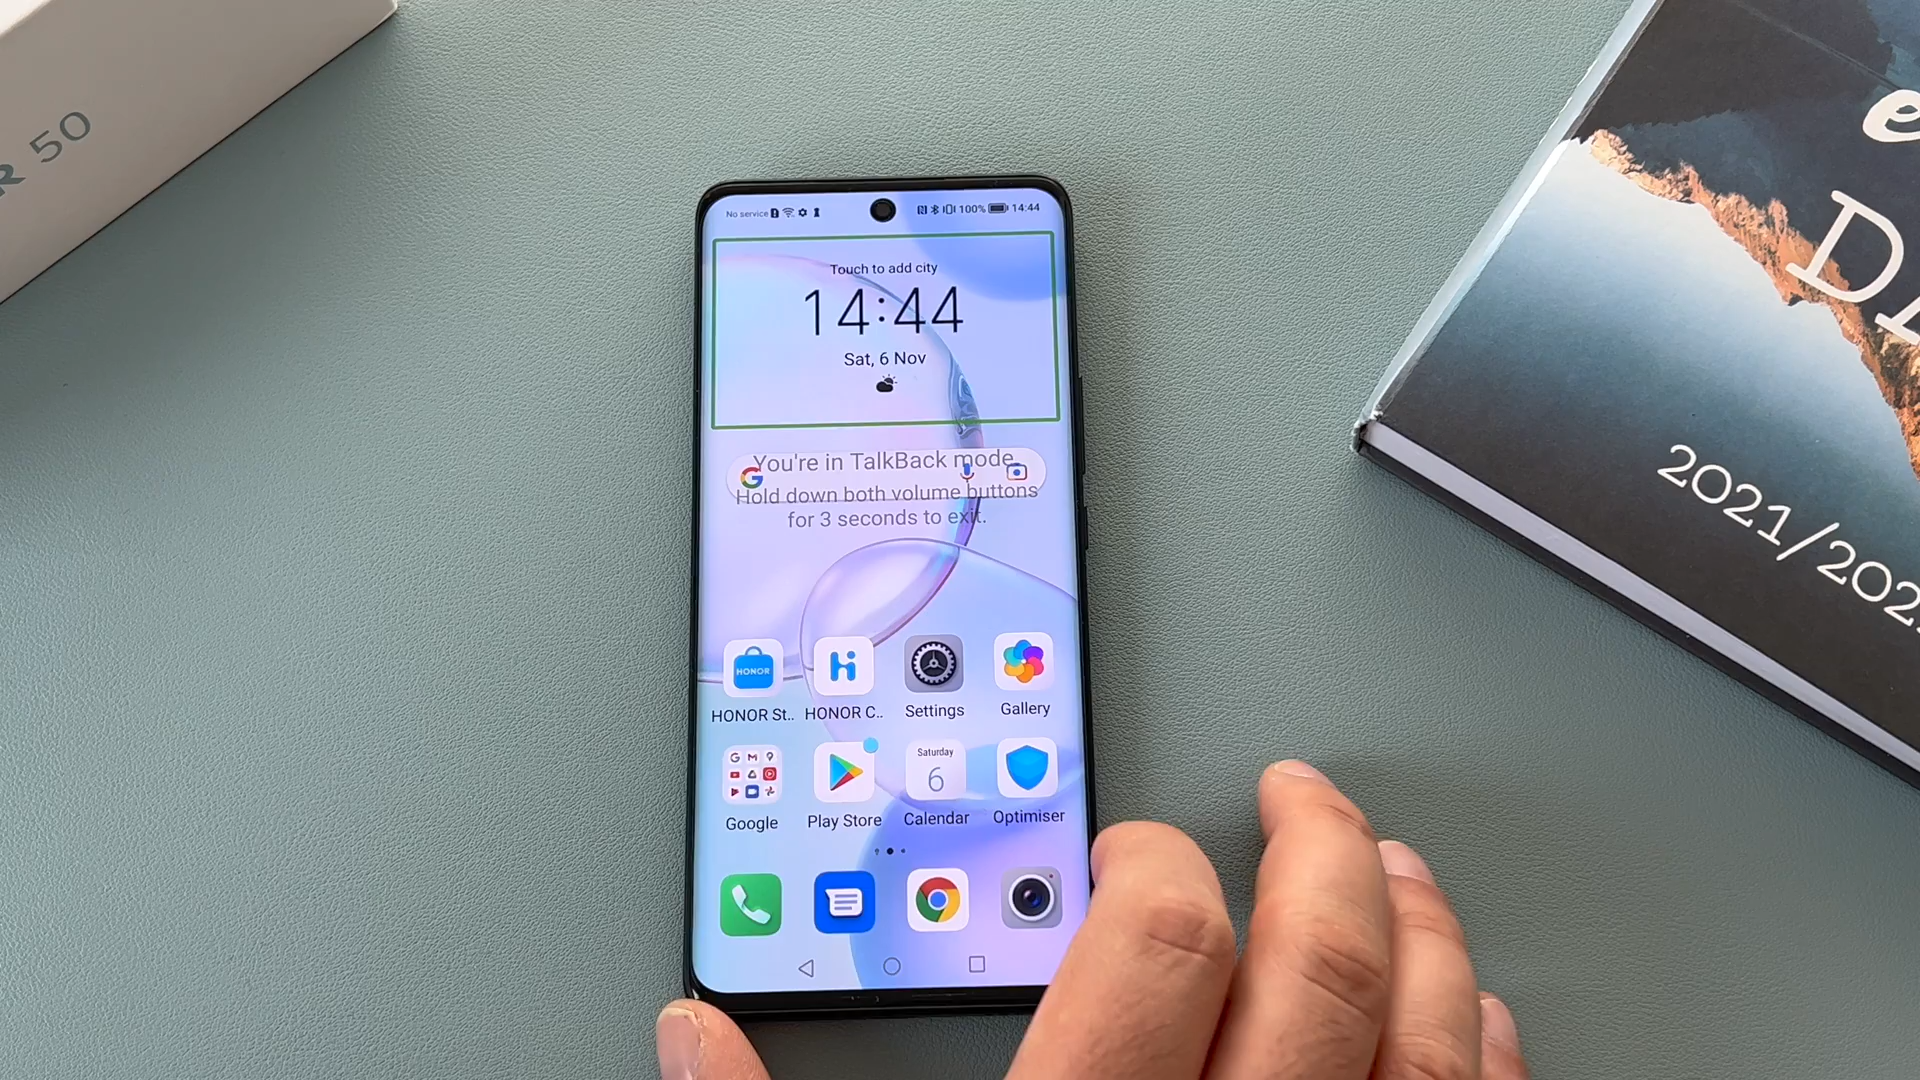 R 50
No service
100% 14:44
Touch to add city
14:44
Sat, 6 Nov
You're in TalkBack mode.
Hold down both volume buttons
for 3 seconds to exit.
HONOR
HONOR St.. HONOR C.. Settings Gallery
Saturday
6
Google Play Store Calendar Optimiser
2021/202